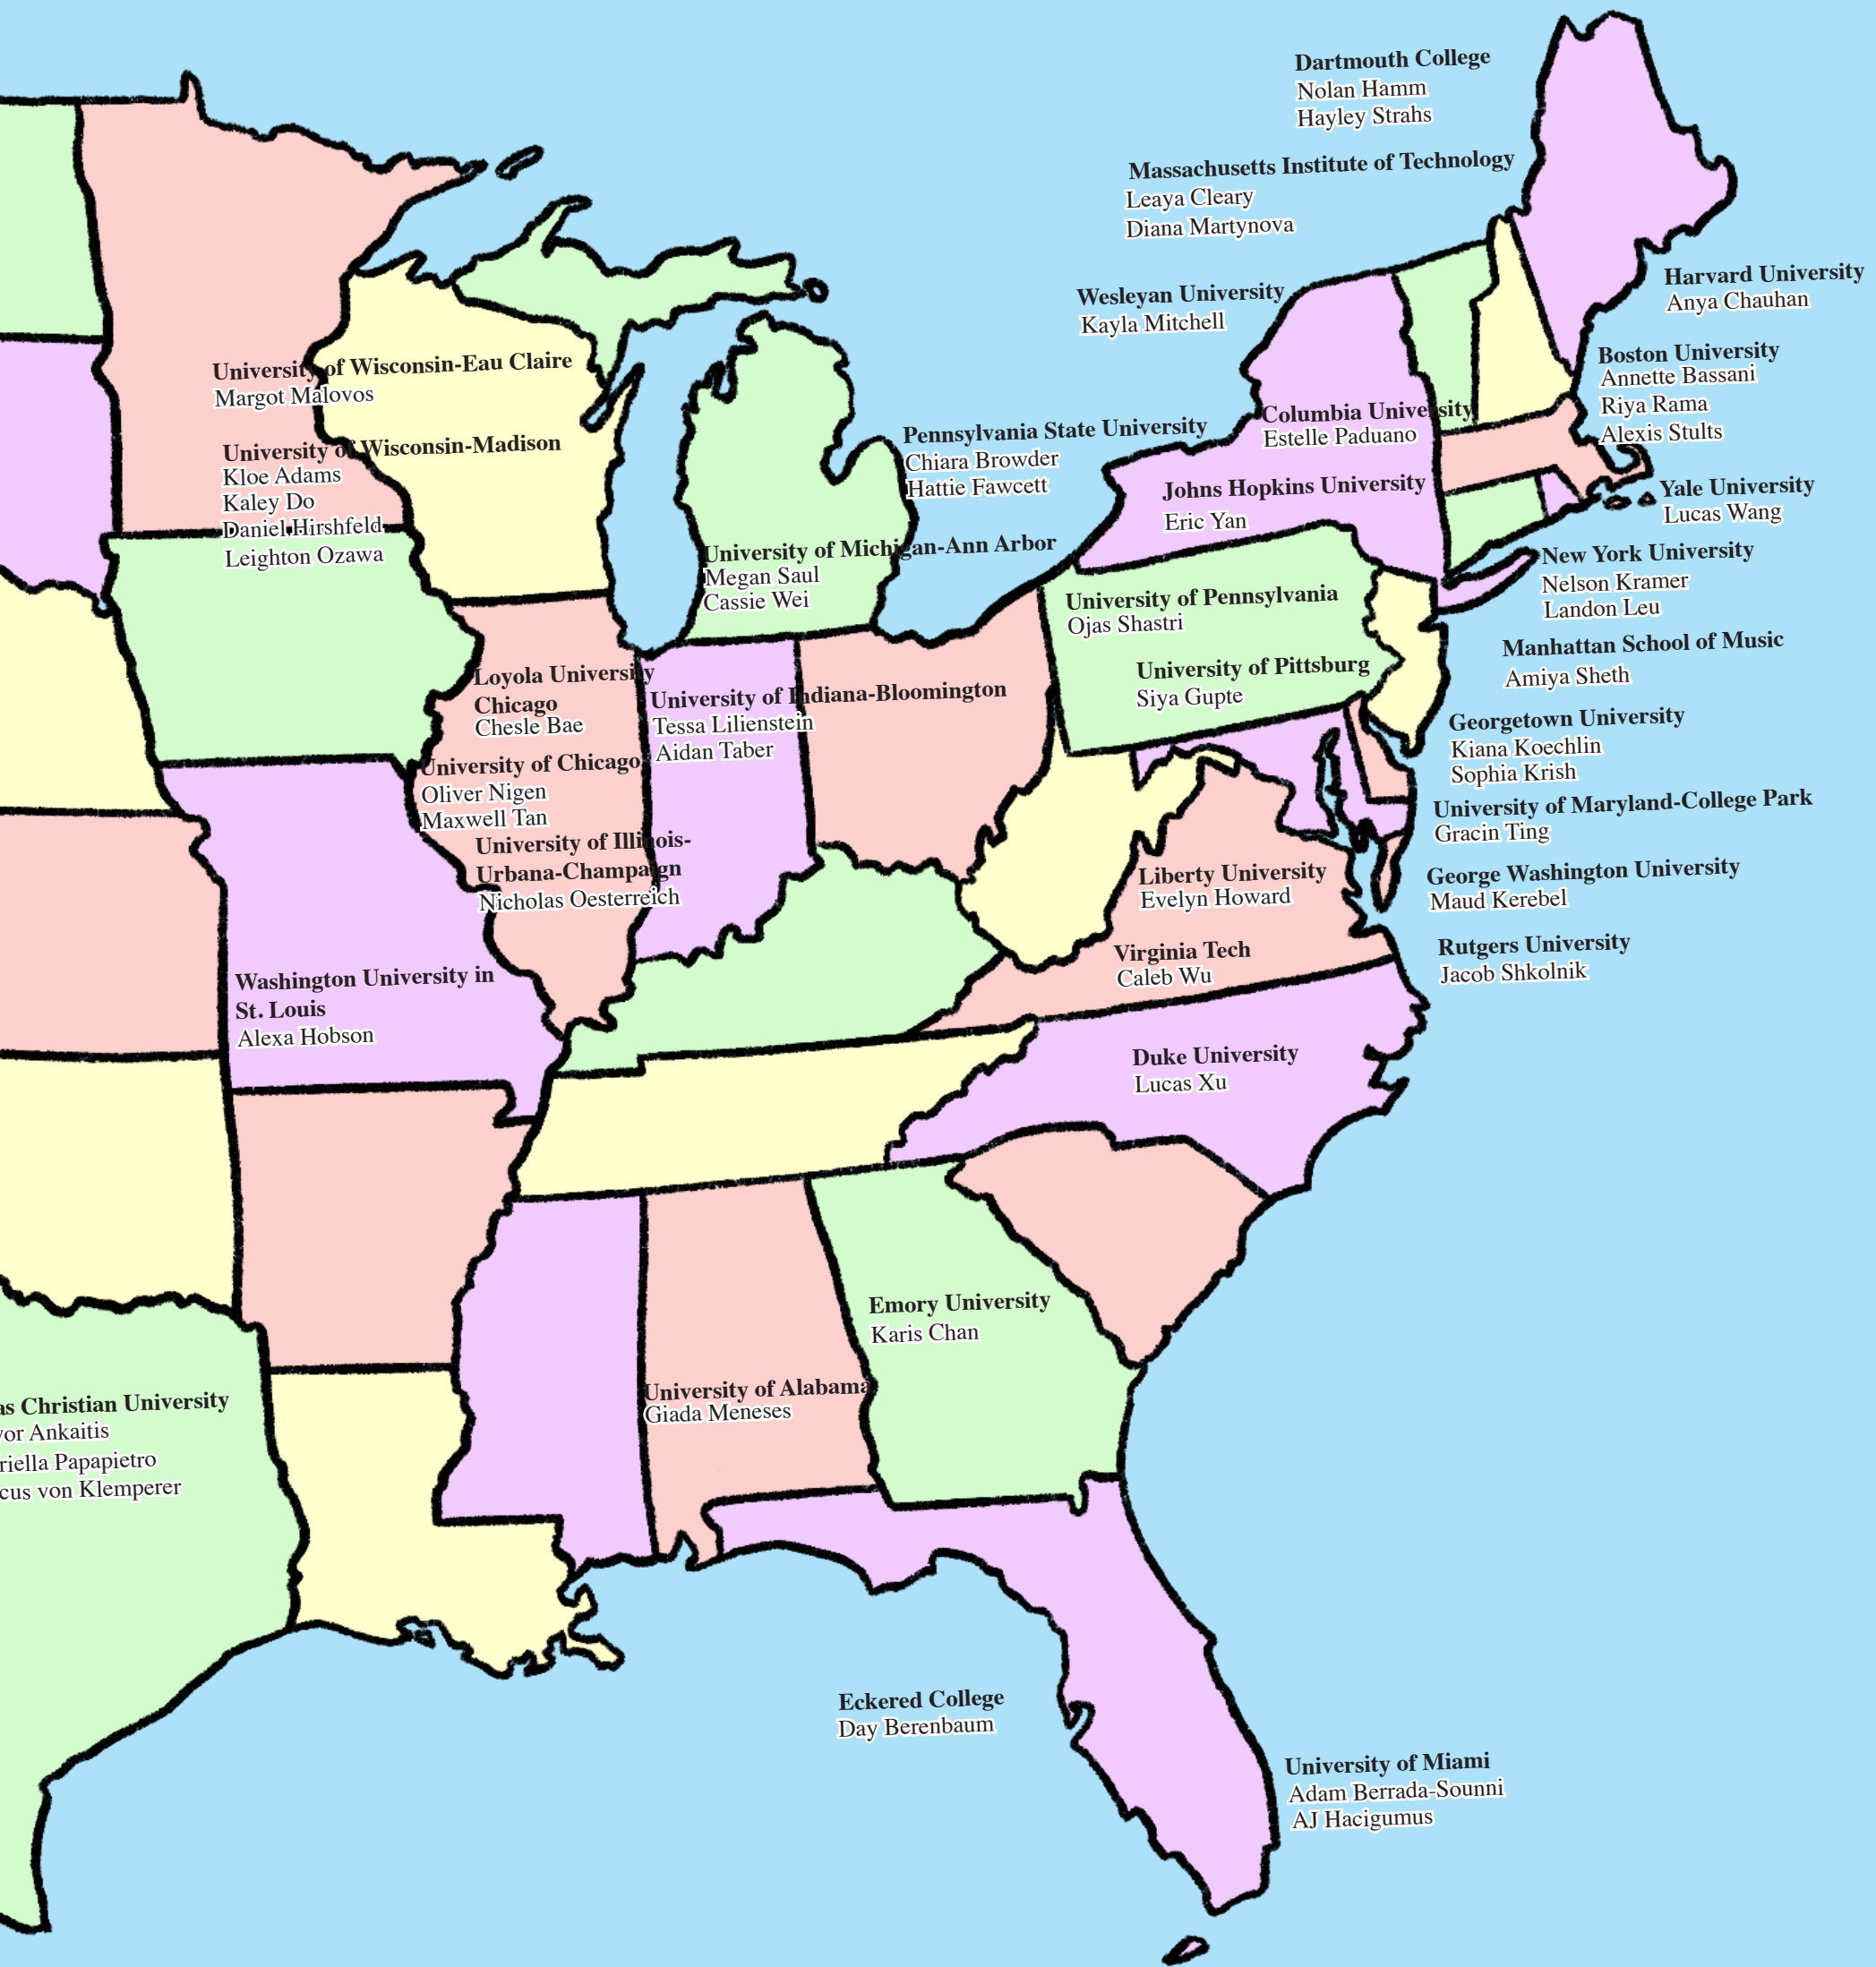 Dartmouth College
Nolan Hamm
Hayley Strahs
Massachusetts Institute of Technology
Leaya Cleary
Diana Martynova
Wesleyan University
Kayla Mitchell
Harvard University
Anya Chauhan
Boston University
Annette Bassani
Riya Rama
Alexis Stults
University of Wisconsin-Eau Claire
Margot Malovos
University of Wisconsin-Madison
Kloe Adams
Kaley Do
Daniel Hirshfeld
Leighton Ozawa
Pennsylvania State University
Chiara Browder
Hattie Fawcett
Columbia University
Estelle Paduano
Johns Hopkins University
Eric Yan
Yale University
Lucas Wang
University of Michigan-Ann Arbor
Megan Saul
Cassie Wei
New York University
Nelson Kramer
Landon Leu
University of Pennsylvania
Ojas Shastri
University of Pittsburg
Siya Gupte
Manhattan School of Music
Amiya Sheth
Loyola University
Chicago
Chesle Bae
University of Indiana-Bloomington
Tessa Lilienstein
Aidan Taber
Georgetown University
Kiana Koechlin
Sophia Krish
University of Chicago
Oliver Nigen
Maxwell Tan
University of Maryland-College Park
Gracin Ting
University of Illinois-
Urbana-Champaign
Nicholas Oesterreich
Liberty University
Evelyn Howard
George Washington University
Maud Kerebel
Virginia Tech
Caleb Wu
Rutgers University
Jacob Shkolnik
Washington University in
St. Louis
Alexa Hobson
Duke University
Lucas Xu
Emory University
Karis Chan
University of Alabama
Giada Meneses
as Christian University
vor Ankaitis
riella Papapietro
cus von Klemperer
Eckered College
Day Berenbaum
University of Miami
Adam Berrada-Sounni
AJ Hacigumus